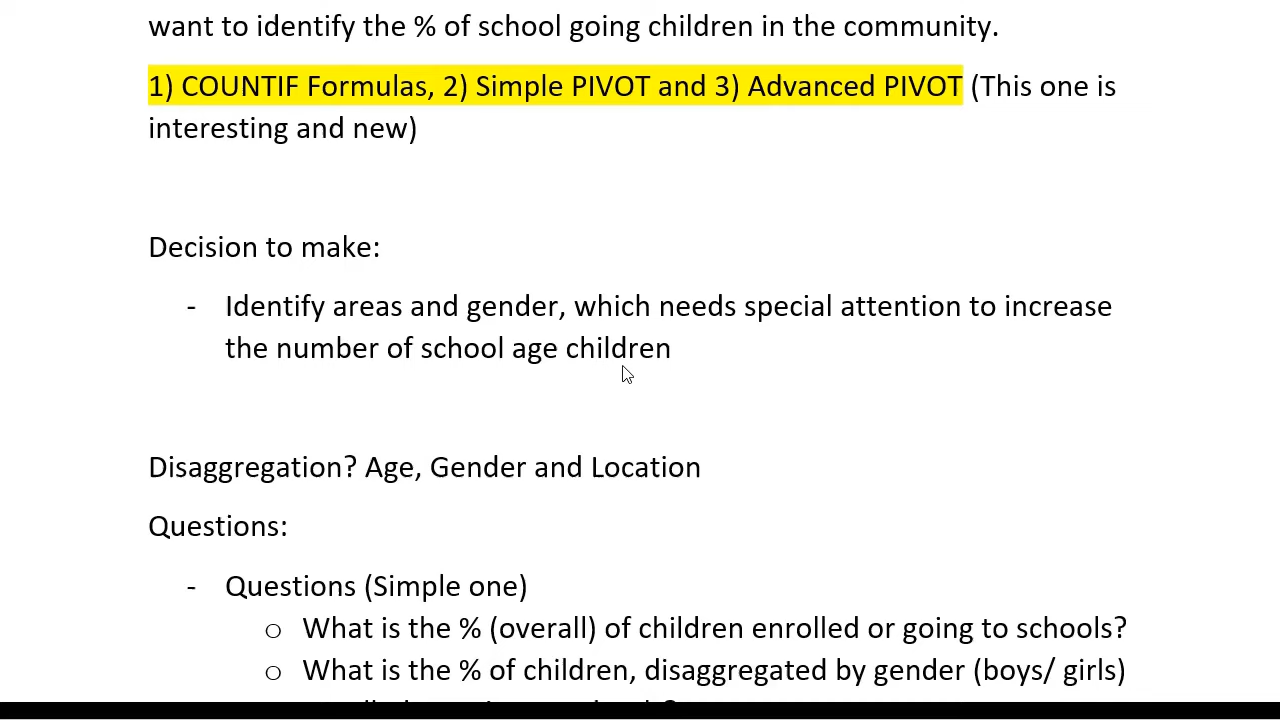 want to identify the % of school going children in the community.
1) COUNTIF Formulas, 2) Simple PIVOT and 3) Advanced PIVOT (This one is
interesting and new)
Decision to make:
- Identify areas and gender, which needs special attention to increase
the number of school age children
Disaggregation? Age, Gender and Location
Questions:
- Questions (Simple one)
o What is the % (overall) of children enrolled or going to schools?
o What is the % of children, disaggregated by gender (boys/ girls)